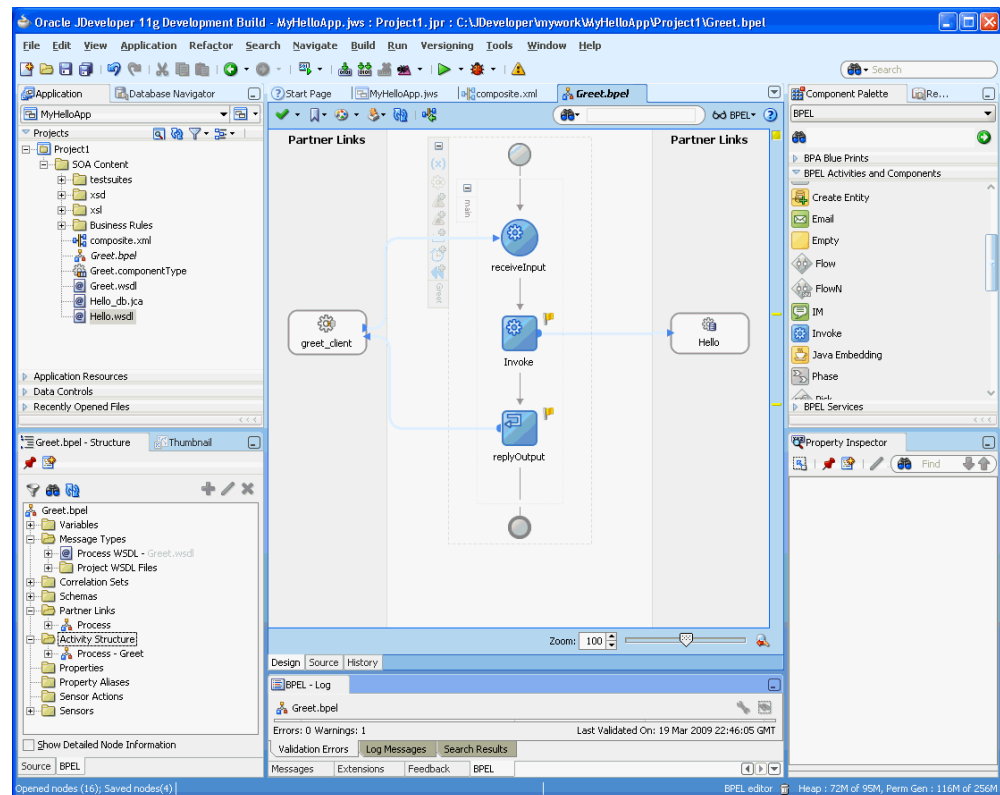 Oracle JDeveloper 11g Development Build - MyHelloApp.jws : Project1.jpr : C:\JDeveloper\mywork\MyHelloApp\Project1\Greet.bpel
File Edit View Application Refactor Search Navigate Build Run Versioning Tools Window Help
Search
Application
Database Navigator
MyHelloApp
Projects
Project1
SOA Content
testsuites
xsd
xsl
Business Rules
composite.xml
Greet.bpel
Greet.componentType
Greet.wsdl
Hello_db.jca
Hello.wsdl
Application Resources
Data Controls
Recently Opened Files
Greet.bpel - Structure
Thumbnail
Greet.bpel
Variables
Message Types
Process WSDL - Greet.wsdl
Project WSDL Files
Correlation Sets
Schemas
Partner Links
Process
Activity Structure
Process - Greet
Properties
Property Aliases
Sensor Actions
Sensors
Show Detailed Node Information
Source BPEL
Start Page MyHelloApp.jws composite.xml Greet.bpel
BPEL
Partner Links
Partner Links
(x)
main
Greet
receiveInput
greet_client
Invoke
Hello
replyOutput
Zoom: 100
Design Source History
BPEL - Log
Greet.bpel
Errors: 0 Warnings: 1
Last Validated On: 19 Mar 2009 22:46:05 GMT
Validation Errors Log Messages Search Results
Messages Extensions Feedback BPEL
Component Palette
Re...
BPEL
BPA Blue Prints
BPEL Activities and Components
Create Entity
Email
Empty
Flow
FlowN
IM
Invoke
Java Embedding
Phase
BPEL Services
Property Inspector
Find
Opened nodes (16); Saved nodes(4)
BPEL editor
Heap : 72M of 95M, Perm Gen : 116M of 256M